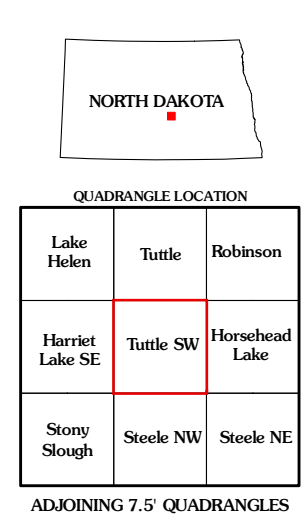 NORTH DAKOTA
QUADRANGLE LOCATION
Lake
Helen
Tuttle
Robinson
Harriet
Lake SE
Tuttle SW
Horsehead
Lake
Stony
Slough
Steele NW
Steele NE
ADJOINING 7.5' QUADRANGLES